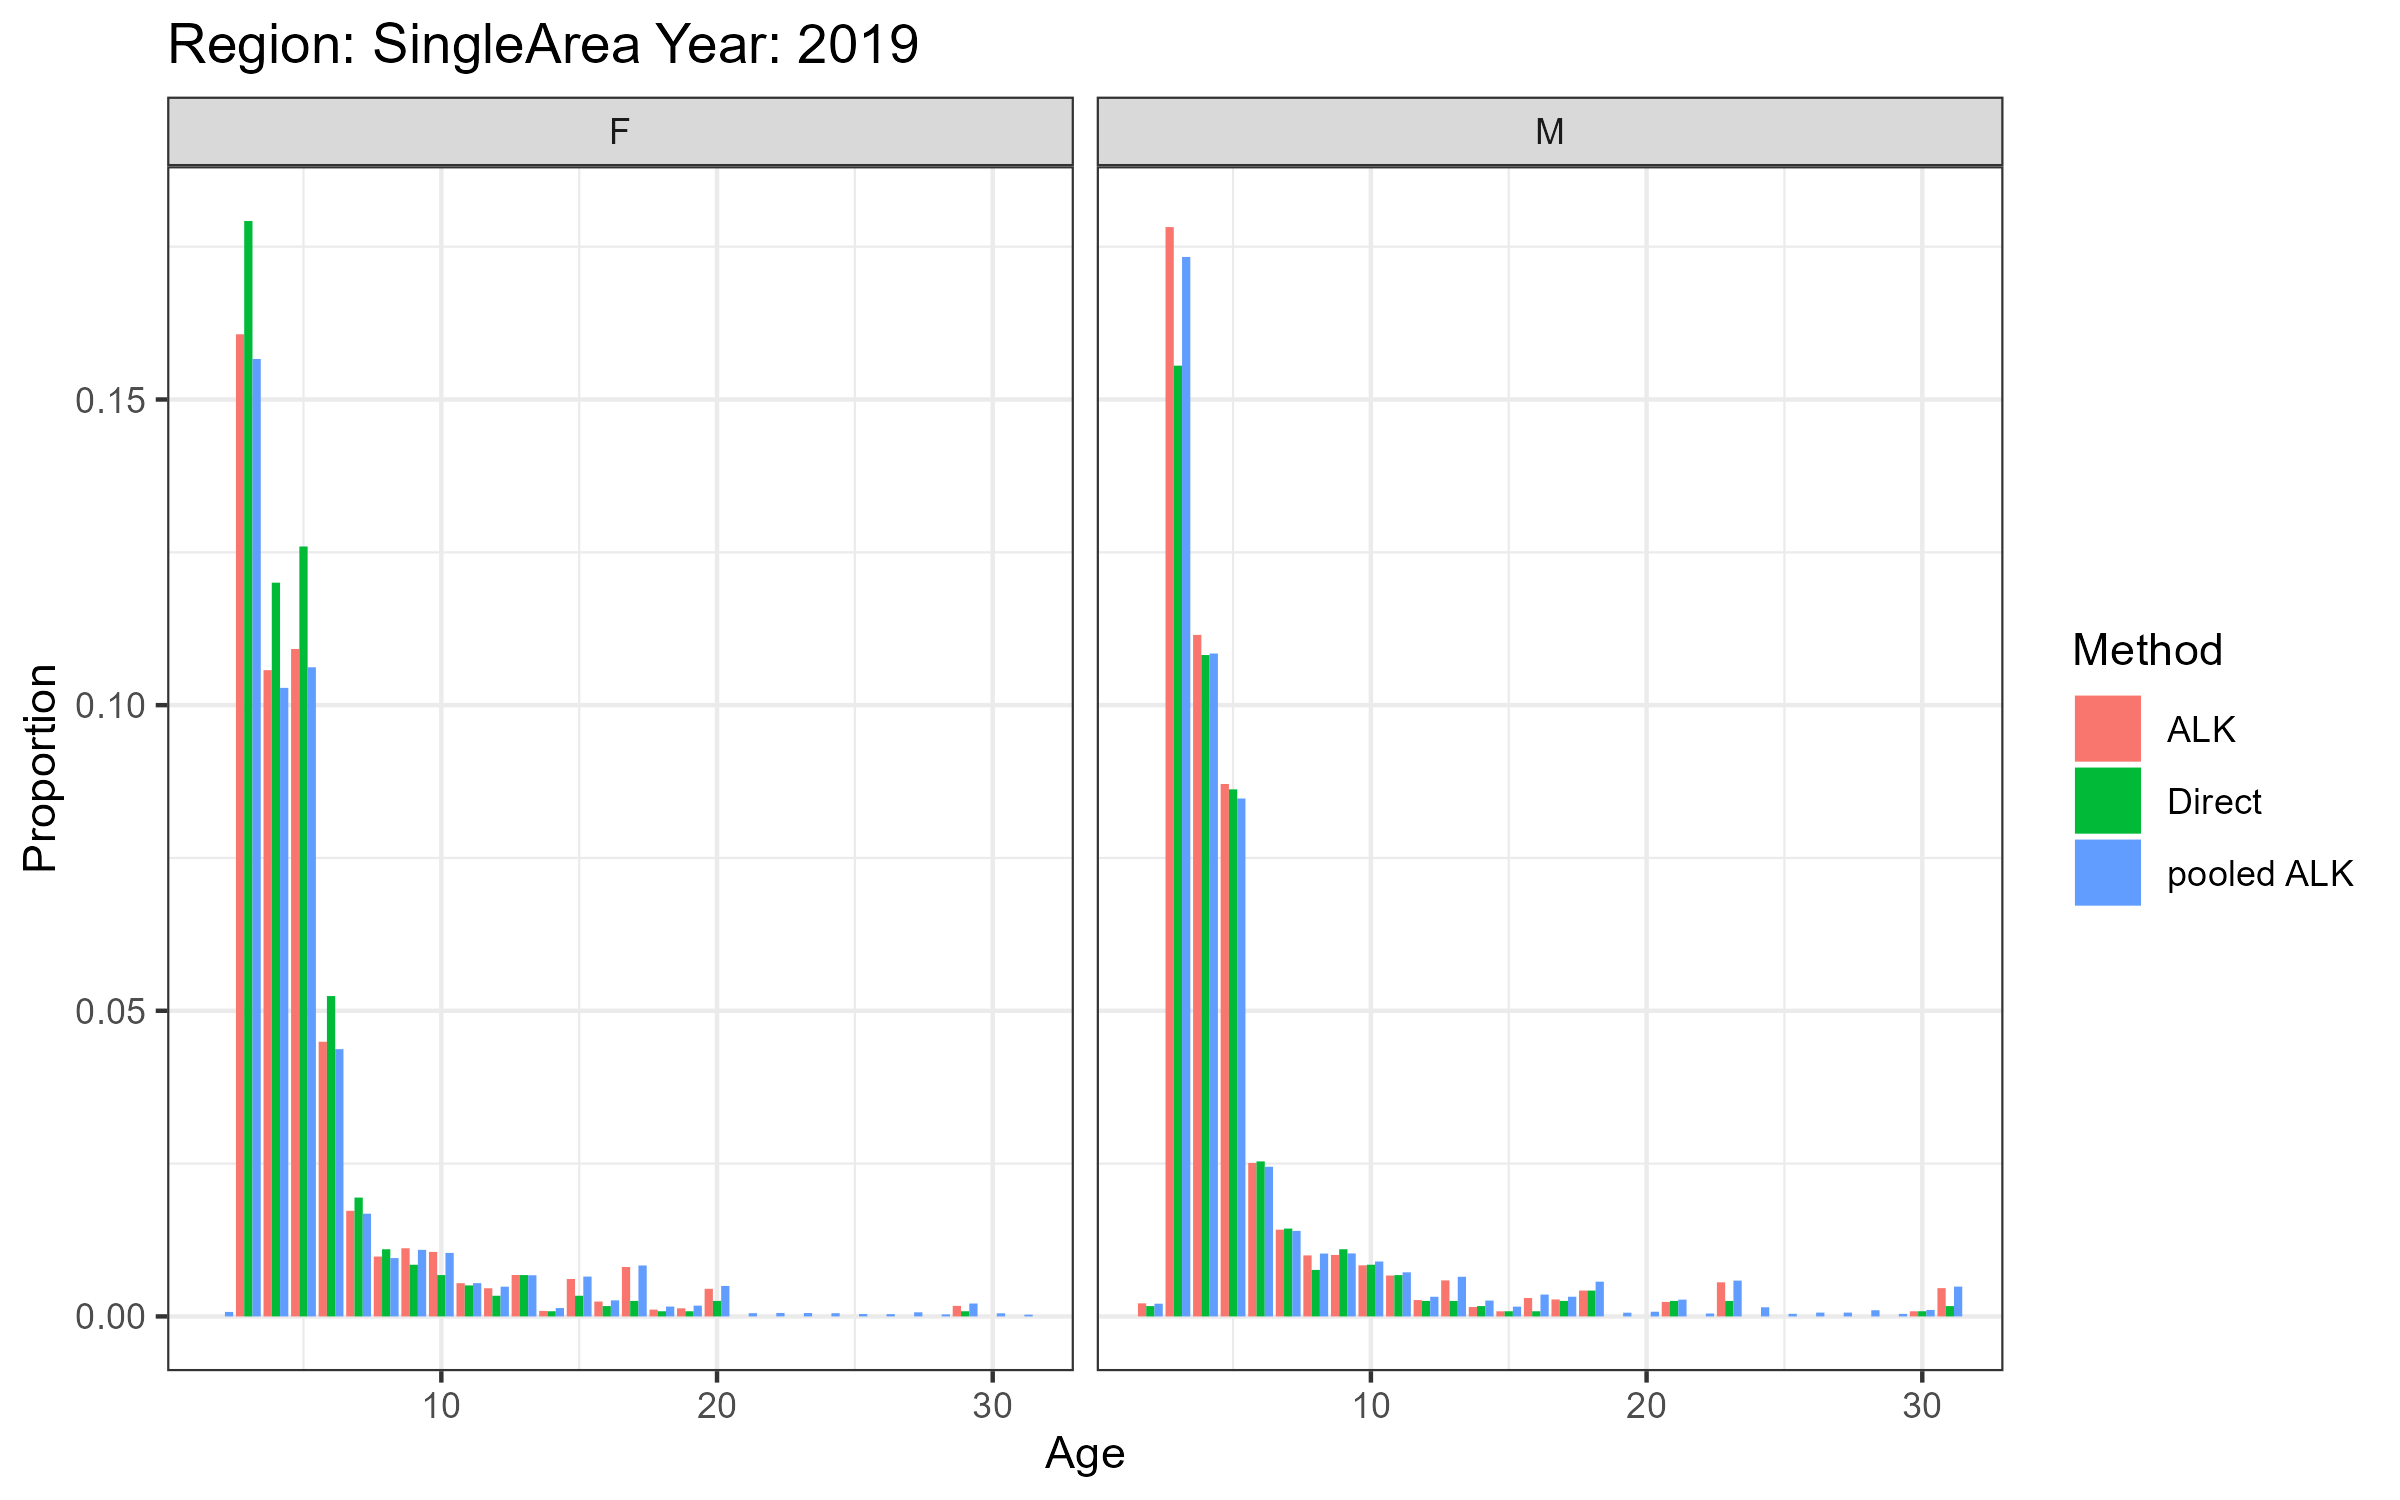 Region: SingleArea Year: 2019
F
M
0.15
0.10
0.05
0.00
Proportion
10
20
30
10
20
30
Age
Method
ALK
Direct
pooled ALK